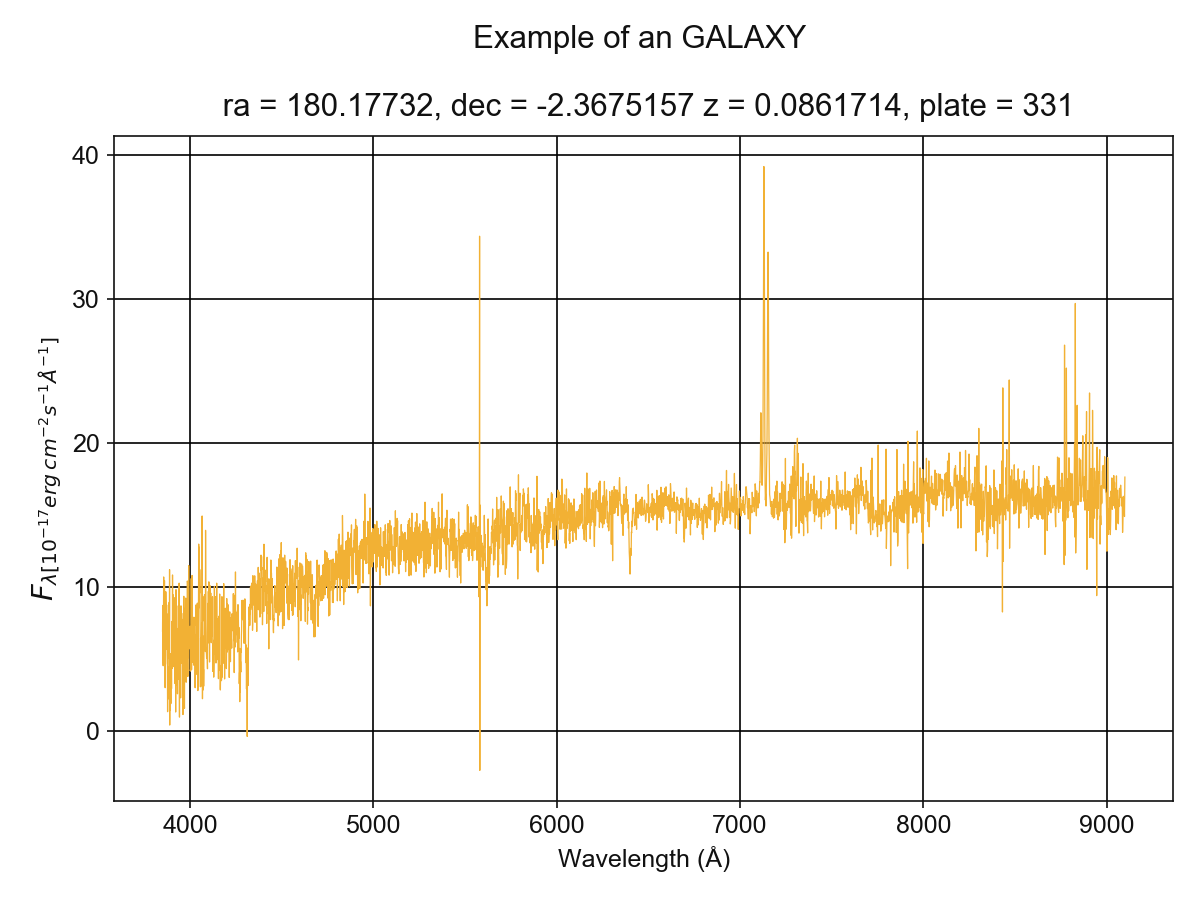 Example of an GALAXY
ra = 180.17732, dec = -2.3675157 z = 0.0861714, plate = 331
40
30
20
10
0
F_λ[10⁻¹⁷erg cm⁻²s⁻¹Å⁻¹]
4000 5000 6000 7000 8000 9000
Wavelength (Å)